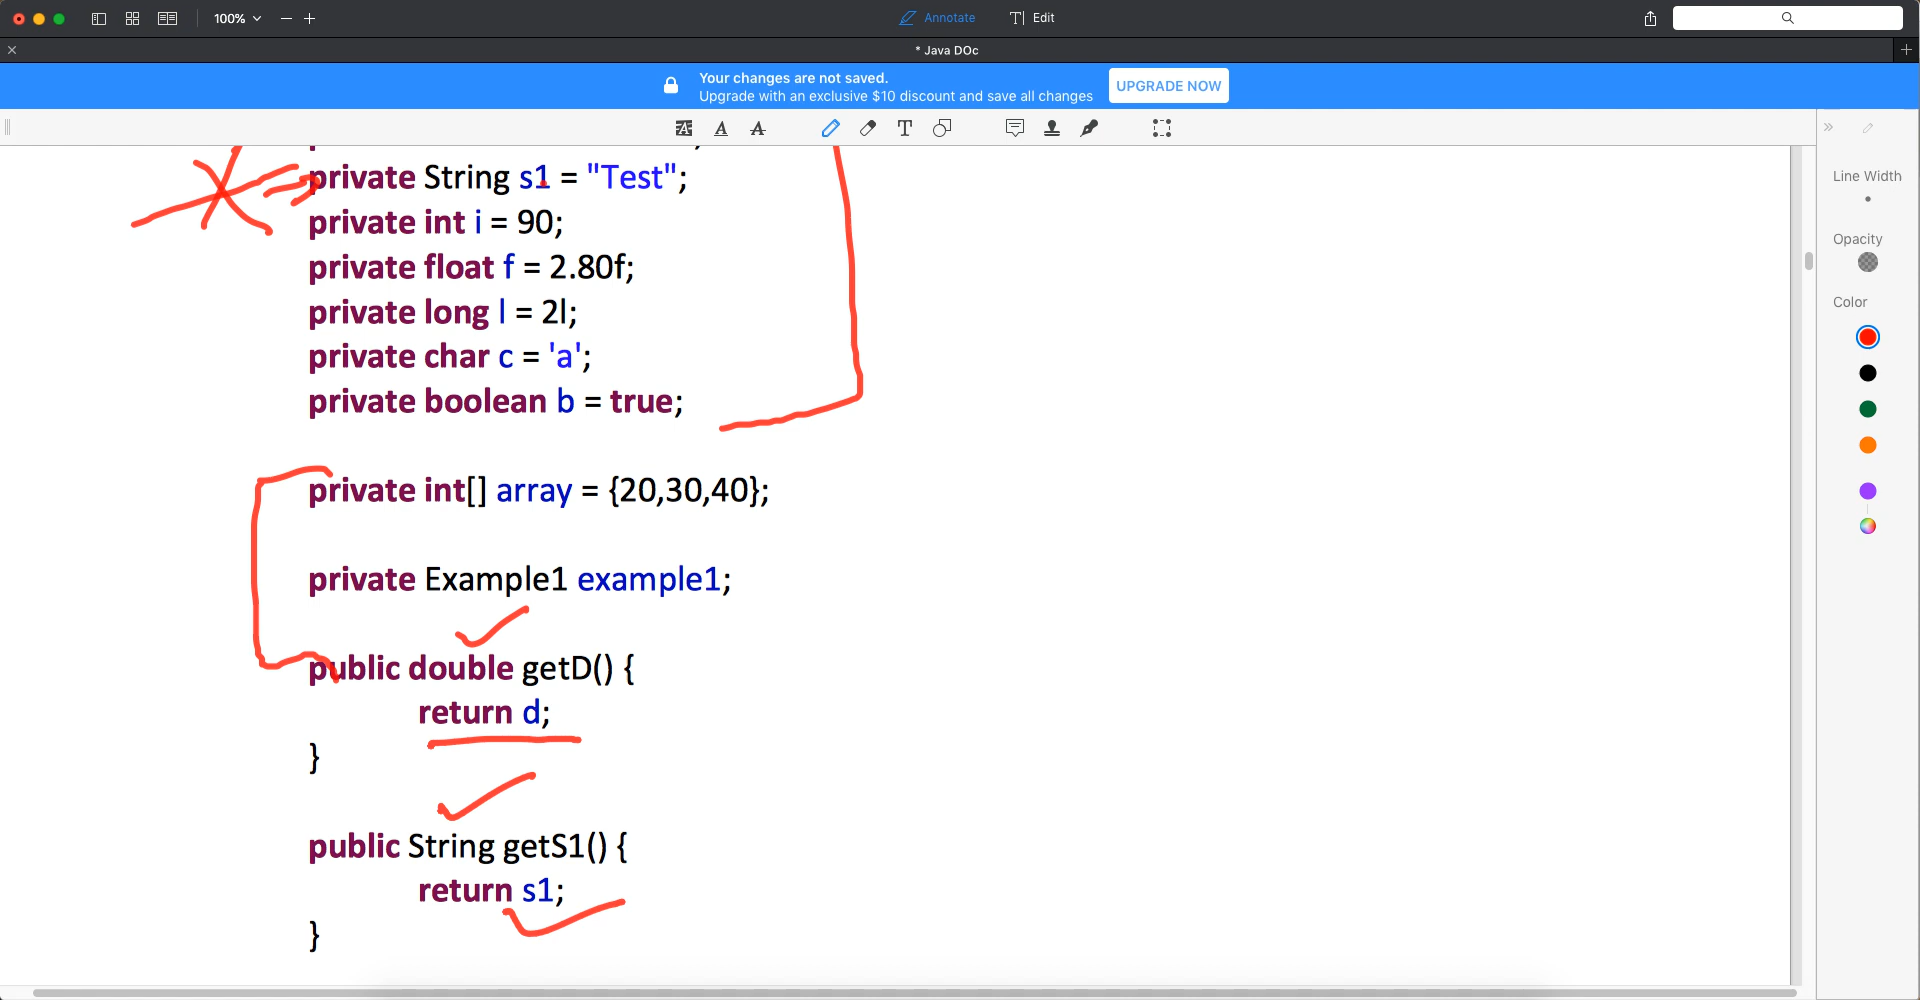 100%
Annotate
Edit
* Java DOc
Your changes are not saved.
Upgrade with an exclusive $10 discount and save all changes
UPGRADE NOW
private String s1 = "Test";
private int i = 90;
private float f = 2.80f;
private long l = 2l;
private char c = 'a';
private boolean b = true;
private int[] array = {20,30,40};
private Example1 example1;
public double getD() {
return d;
}
public String getS1() {
return s1;
}
Line Width
Opacity
Color